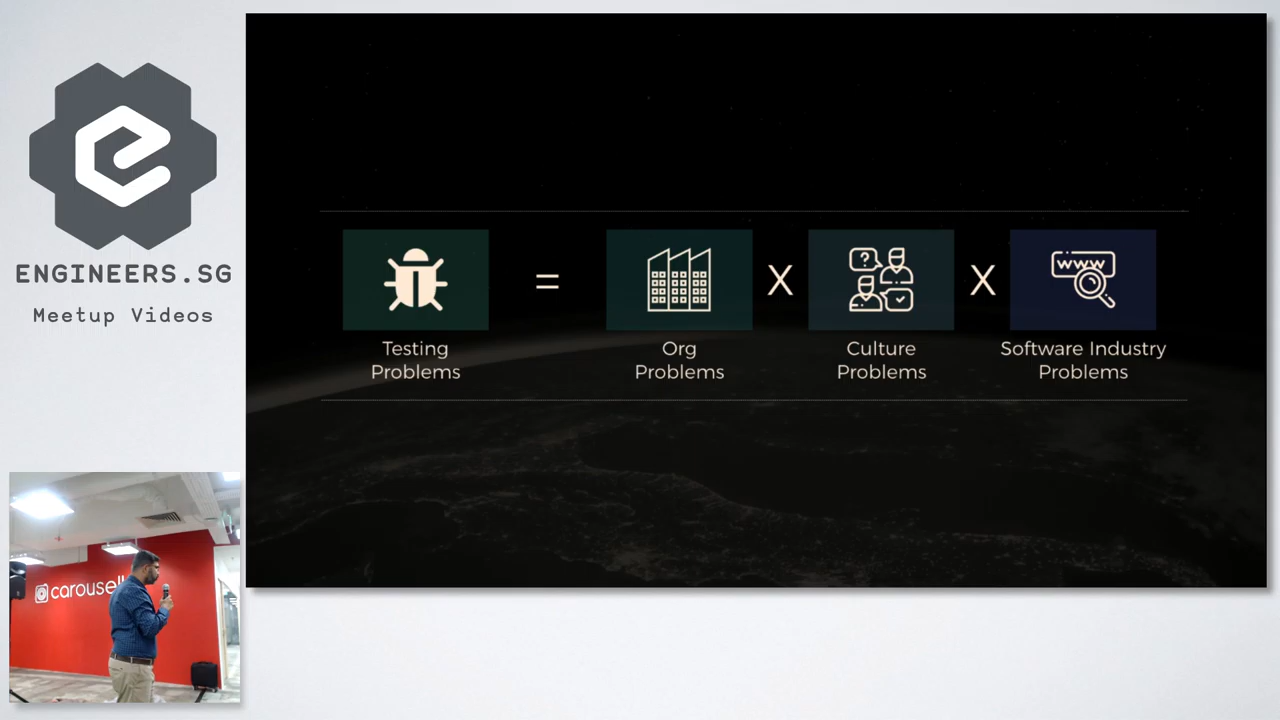 ENGINEERS.SG
Meetup Videos
=
X
X
www
?
Testing
Problems
Org
Problems
Culture
Problems
Software Industry
Problems
carousell